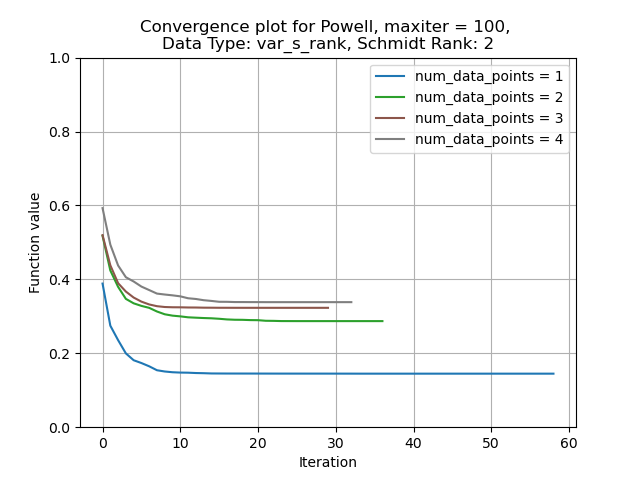 Convergence plot for Powell, maxiter = 100,
Data Type: var_s_rank, Schmidt Rank: 2
1.0
0.8
0.6
0.4
0.2
0.0
Function value
num_data_points = 1
num_data_points = 2
num_data_points = 3
num_data_points = 4
0 10 20 30 40 50 60
Iteration